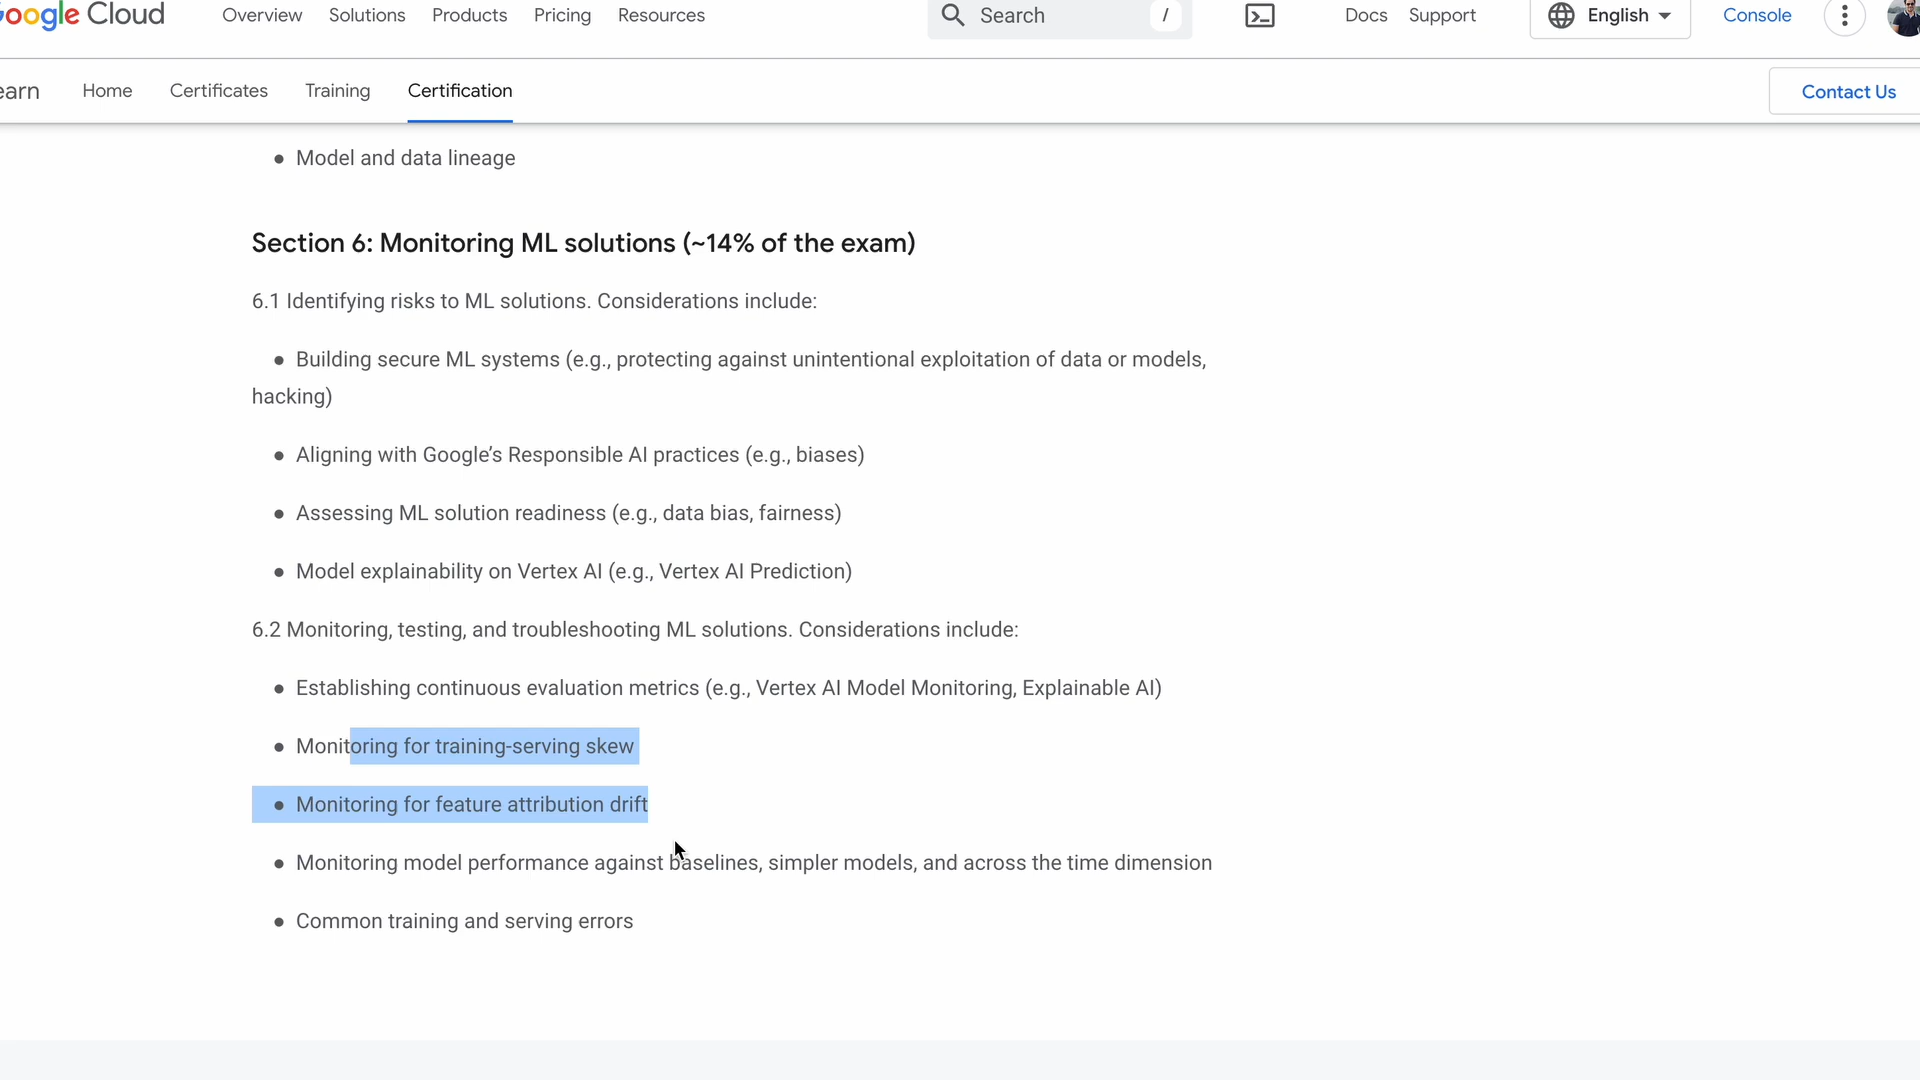 Google Cloud Overview Solutions Products Pricing Resources Search / Docs Support English Console
earn Home Certificates Training Certification Contact Us
● Model and data lineage
Section 6: Monitoring ML solutions (~14% of the exam)
6.1 Identifying risks to ML solutions. Considerations include:
● Building secure ML systems (e.g., protecting against unintentional exploitation of data or models,
hacking)
● Aligning with Google’s Responsible AI practices (e.g., biases)
● Assessing ML solution readiness (e.g., data bias, fairness)
● Model explainability on Vertex AI (e.g., Vertex AI Prediction)
6.2 Monitoring, testing, and troubleshooting ML solutions. Considerations include:
● Establishing continuous evaluation metrics (e.g., Vertex AI Model Monitoring, Explainable AI)
● Monitoring for training-serving skew
● Monitoring for feature attribution drift
● Monitoring model performance against baselines, simpler models, and across the time dimension
● Common training and serving errors